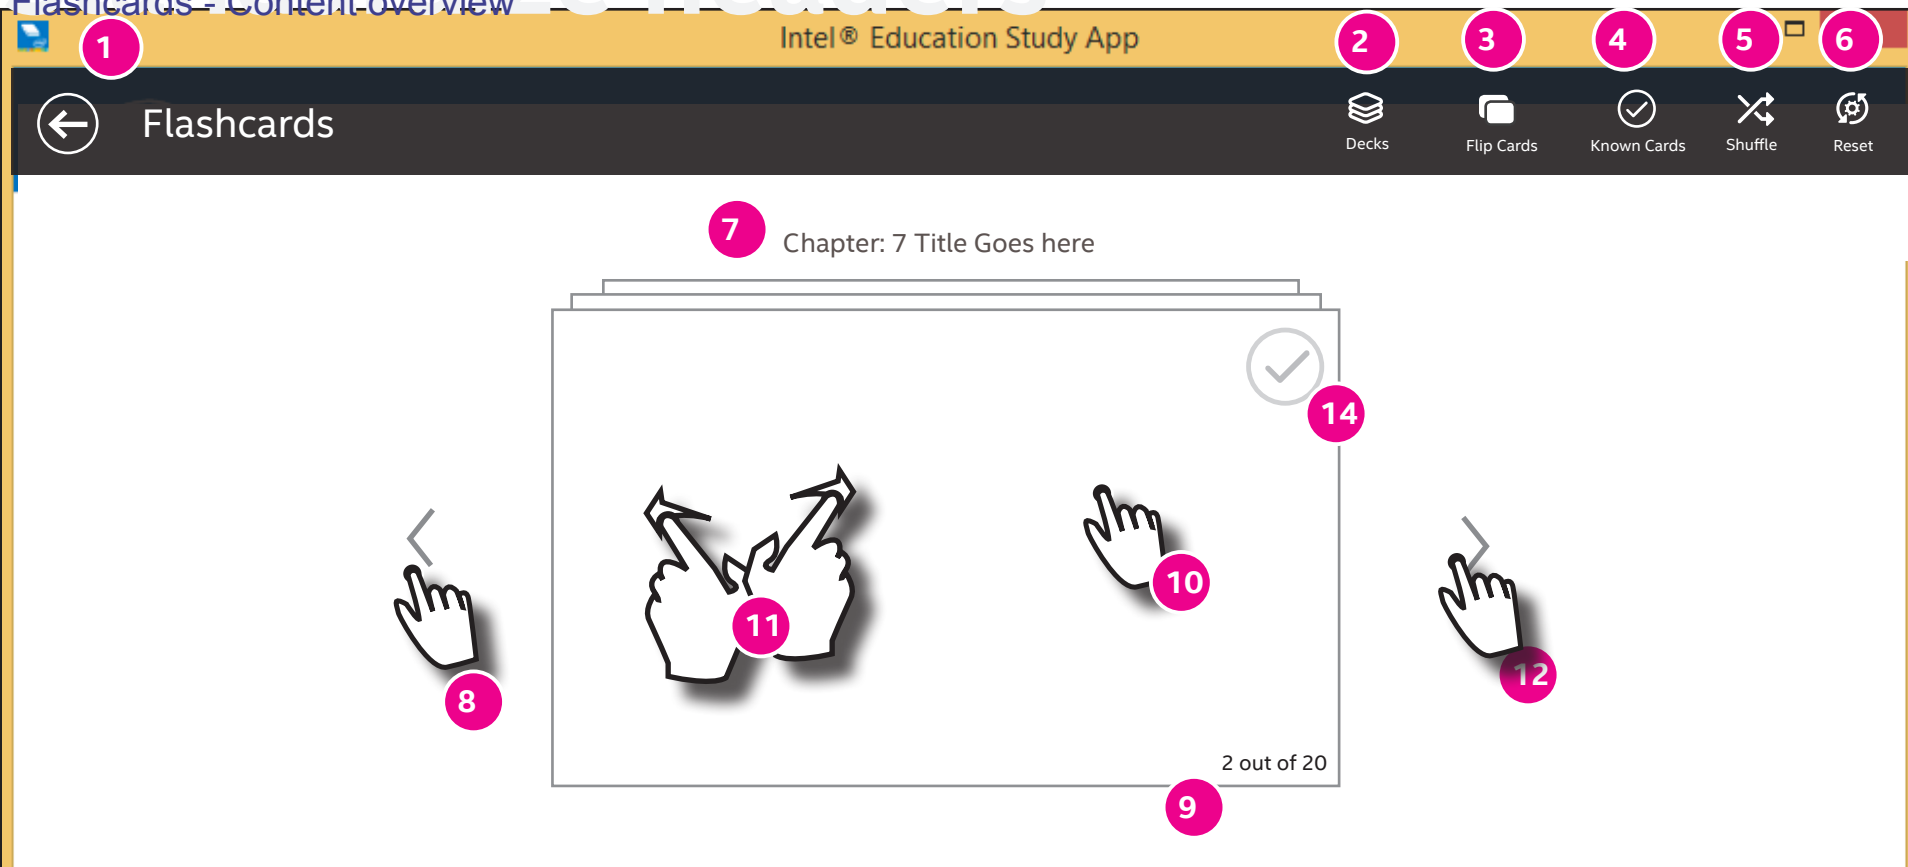 Flashcards - Content overview
Headers
1
Intel® Education Study App
2
3
4
5
6
Flashcards
Decks
Flip Cards
Known Cards
Shuffle
Reset
7
Chapter: 7 Title Goes here
14
10
11
12
8
2 out of 20
9